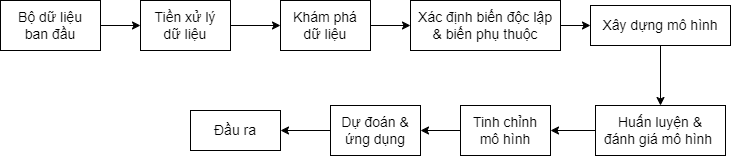 Bộ dữ liệu
ban đầu
Tiền xử lý
dữ liệu
Khám phá
dữ liệu
Xác định biến độc lập
& biến phụ thuộc
Xây dựng mô hình
Huấn luyện &
đánh giá mô hình
Tinh chỉnh
mô hình
Dự đoán &
ứng dụng
Đầu ra